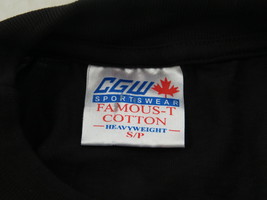 CGW
SPORTSWEAR
FAMOUS-T
COTTON
HEAVYWEIGHT
S/P